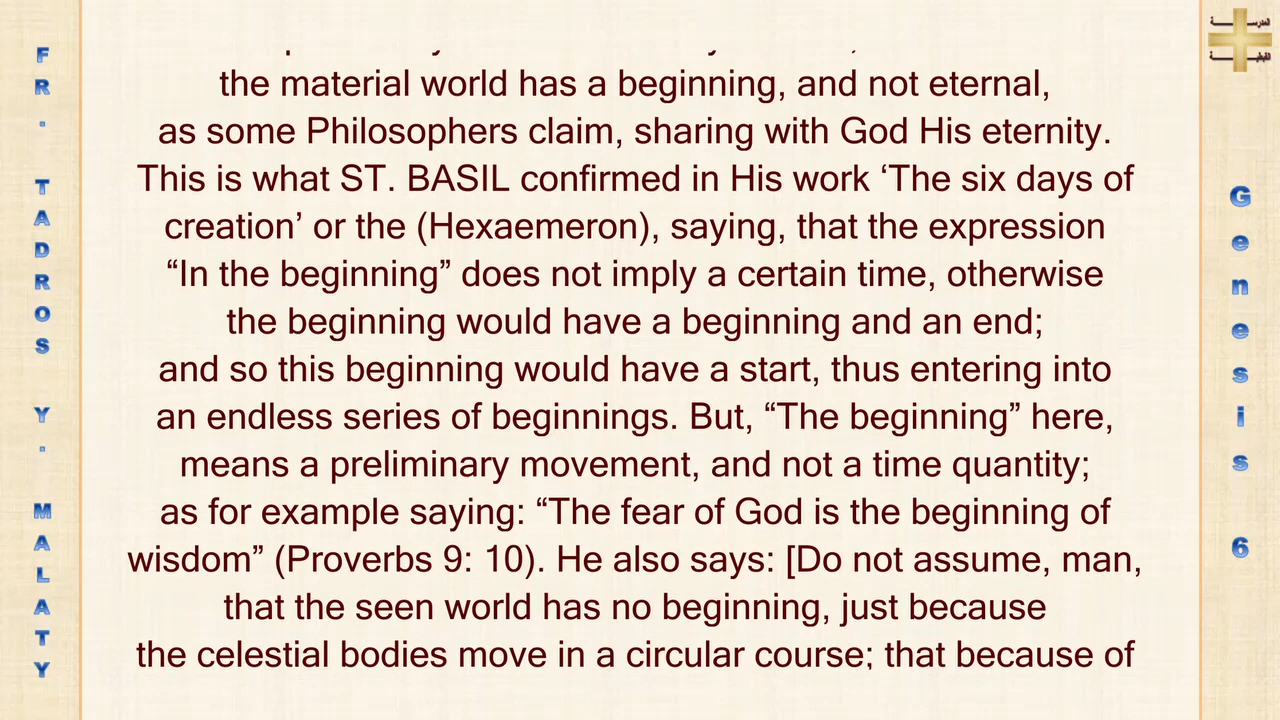 the material world has a beginning, and not eternal,
as some Philosophers claim, sharing with God His eternity.
This is what ST. BASIL confirmed in His work ‘The six days of
creation’ or the (Hexaemeron), saying, that the expression
“In the beginning” does not imply a certain time, otherwise
the beginning would have a beginning and an end;
and so this beginning would have a start, thus entering into
an endless series of beginnings. But, “The beginning” here,
means a preliminary movement, and not a time quantity;
as for example saying: “The fear of God is the beginning of
wisdom” (Proverbs 9: 10). He also says: [Do not assume, man,
that the seen world has no beginning, just because
the celestial bodies move in a circular course; that because of
FR. TADROS Y. MALATY
Genesis 6
المدرسة
القبطية